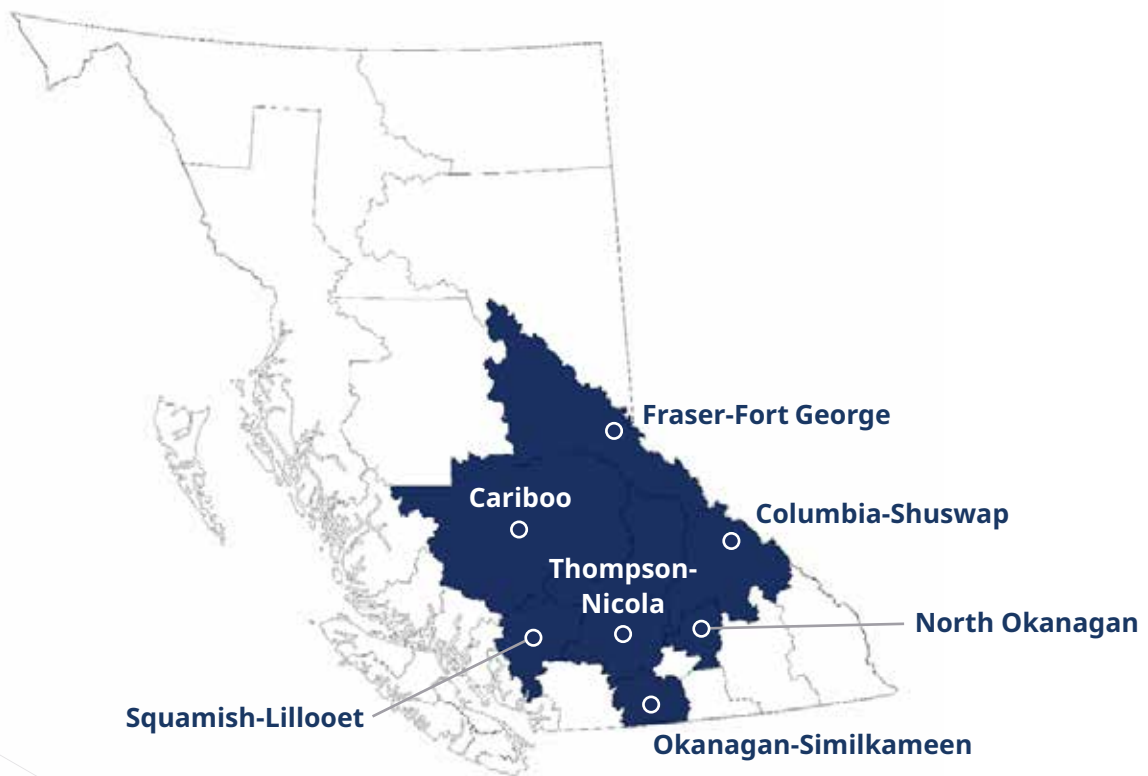 Fraser-Fort George
Cariboo
Columbia-Shuswap
Thompson-
Nicola
North Okanagan
Squamish-Lillooet
Okanagan-Similkameen